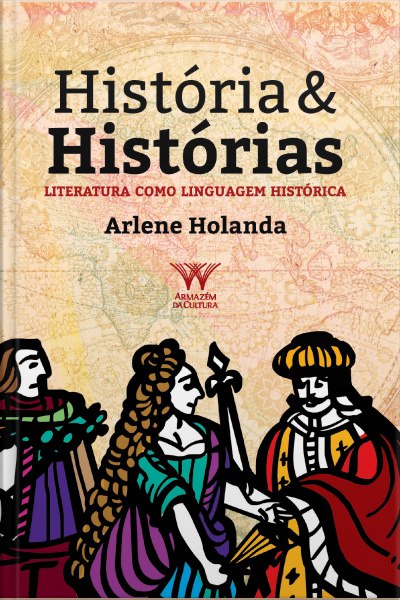 História &
Histórias
LITERATURA COMO LINGUAGEM HISTÓRICA
Arlene Holanda
ARMAZÉM
DA CULTURA